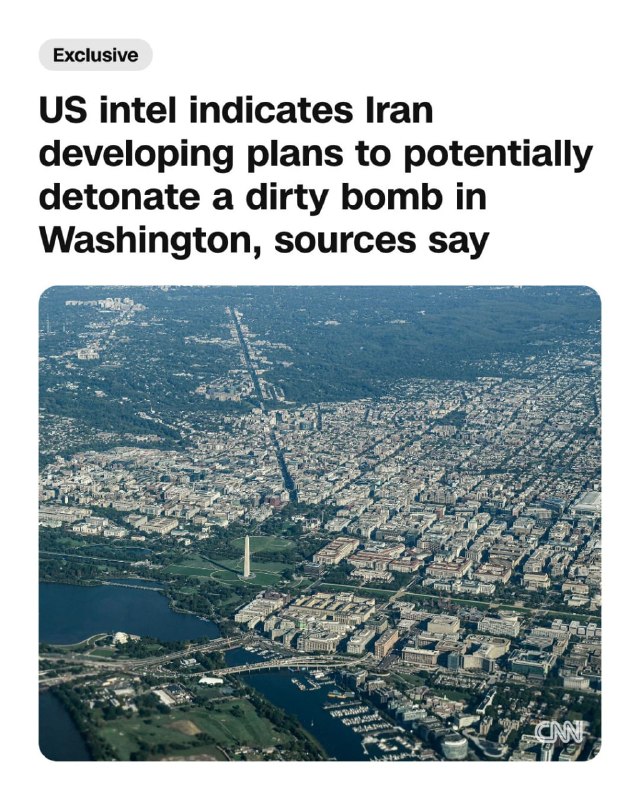 Exclusive
US intel indicates Iran
developing plans to potentially
detonate a dirty bomb in
Washington, sources say
CNN